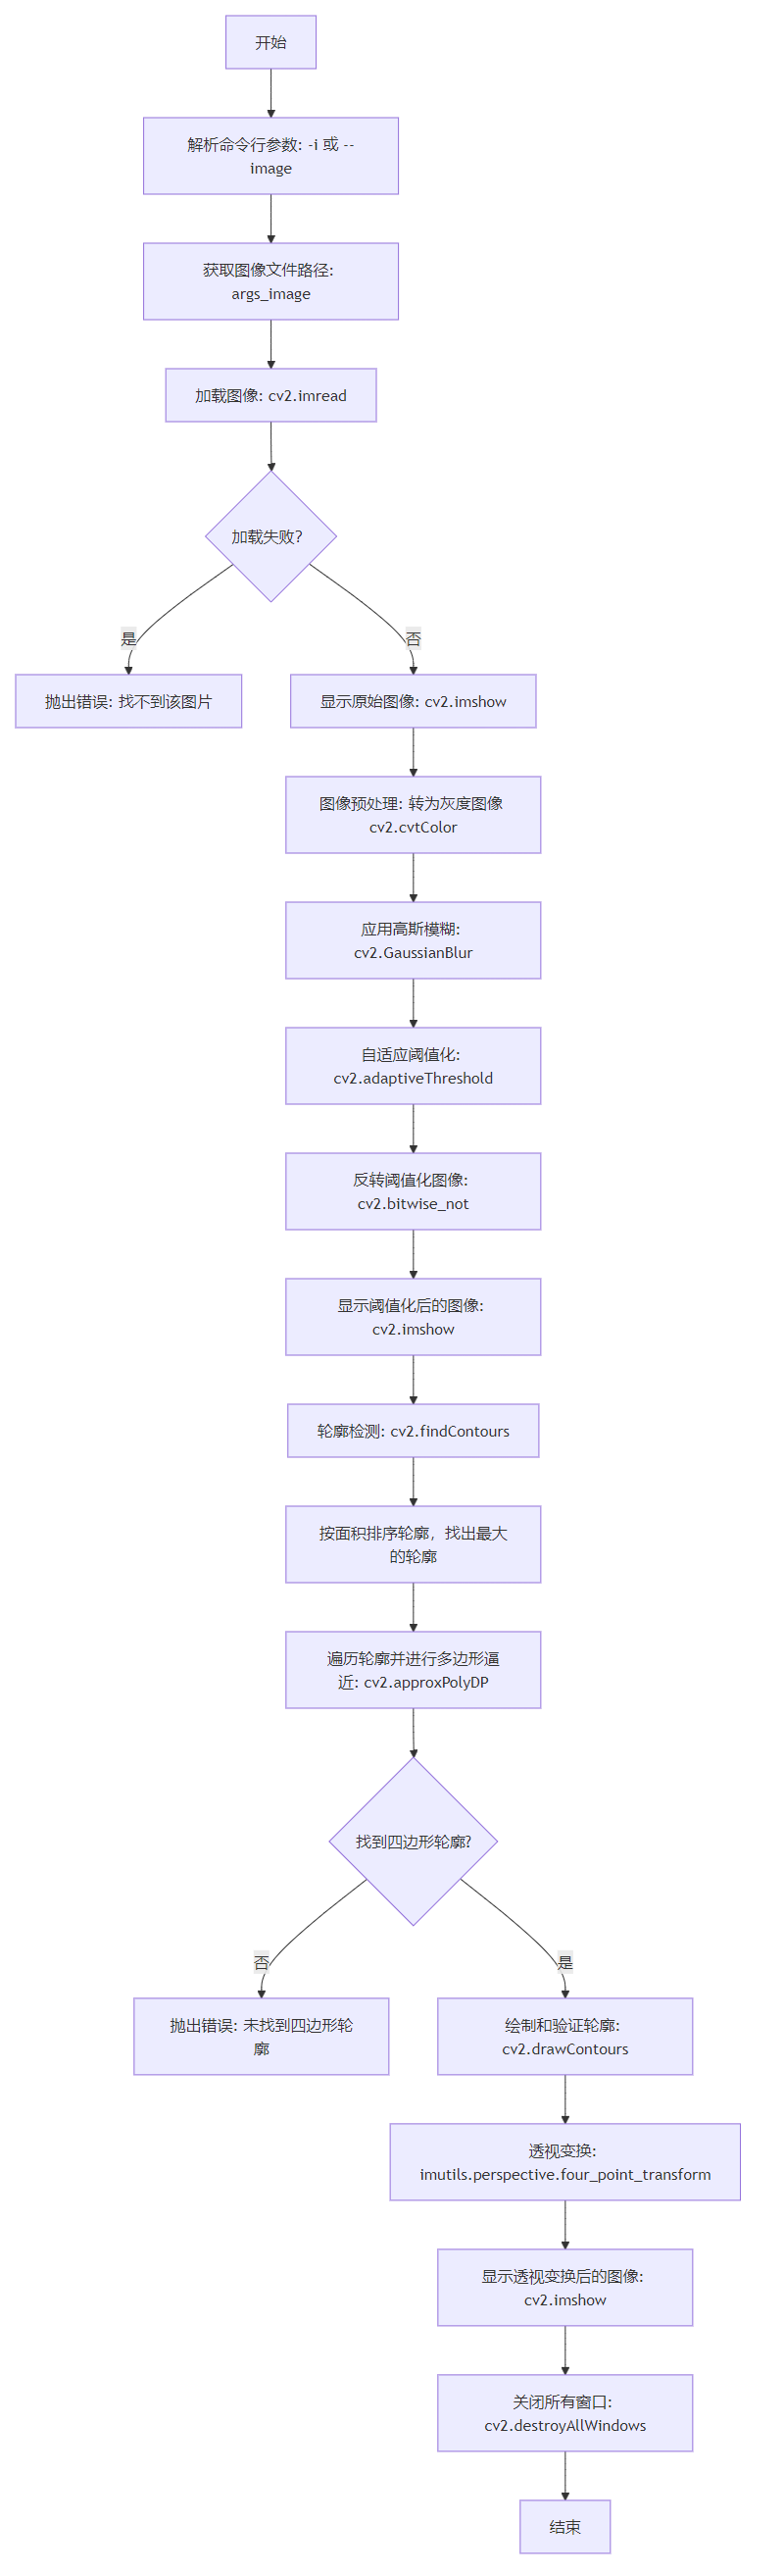 开始
解析命令行参数: -i 或 --
image
获取图像文件路径:
args_image
加载图像: cv2.imread
加载失败?
是
否
抛出错误: 找不到该图片
显示原始图像: cv2.imshow
图像预处理: 转为灰度图像
cv2.cvtColor
应用高斯模糊:
cv2.GaussianBlur
自适应阈值化:
cv2.adaptiveThreshold
反转阈值化图像:
cv2.bitwise_not
显示阈值化后的图像:
cv2.imshow
轮廓检测: cv2.findContours
按面积排序轮廓，找出最大
的轮廓
遍历轮廓并进行多边形逼
近: cv2.approxPolyDP
找到四边形轮廓?
否
是
抛出错误: 未找到四边形轮
廓
绘制和验证轮廓:
cv2.drawContours
透视变换:
imutils.perspective.four_point_transform
显示透视变换后的图像:
cv2.imshow
关闭所有窗口:
cv2.destroyAllWindows
结束